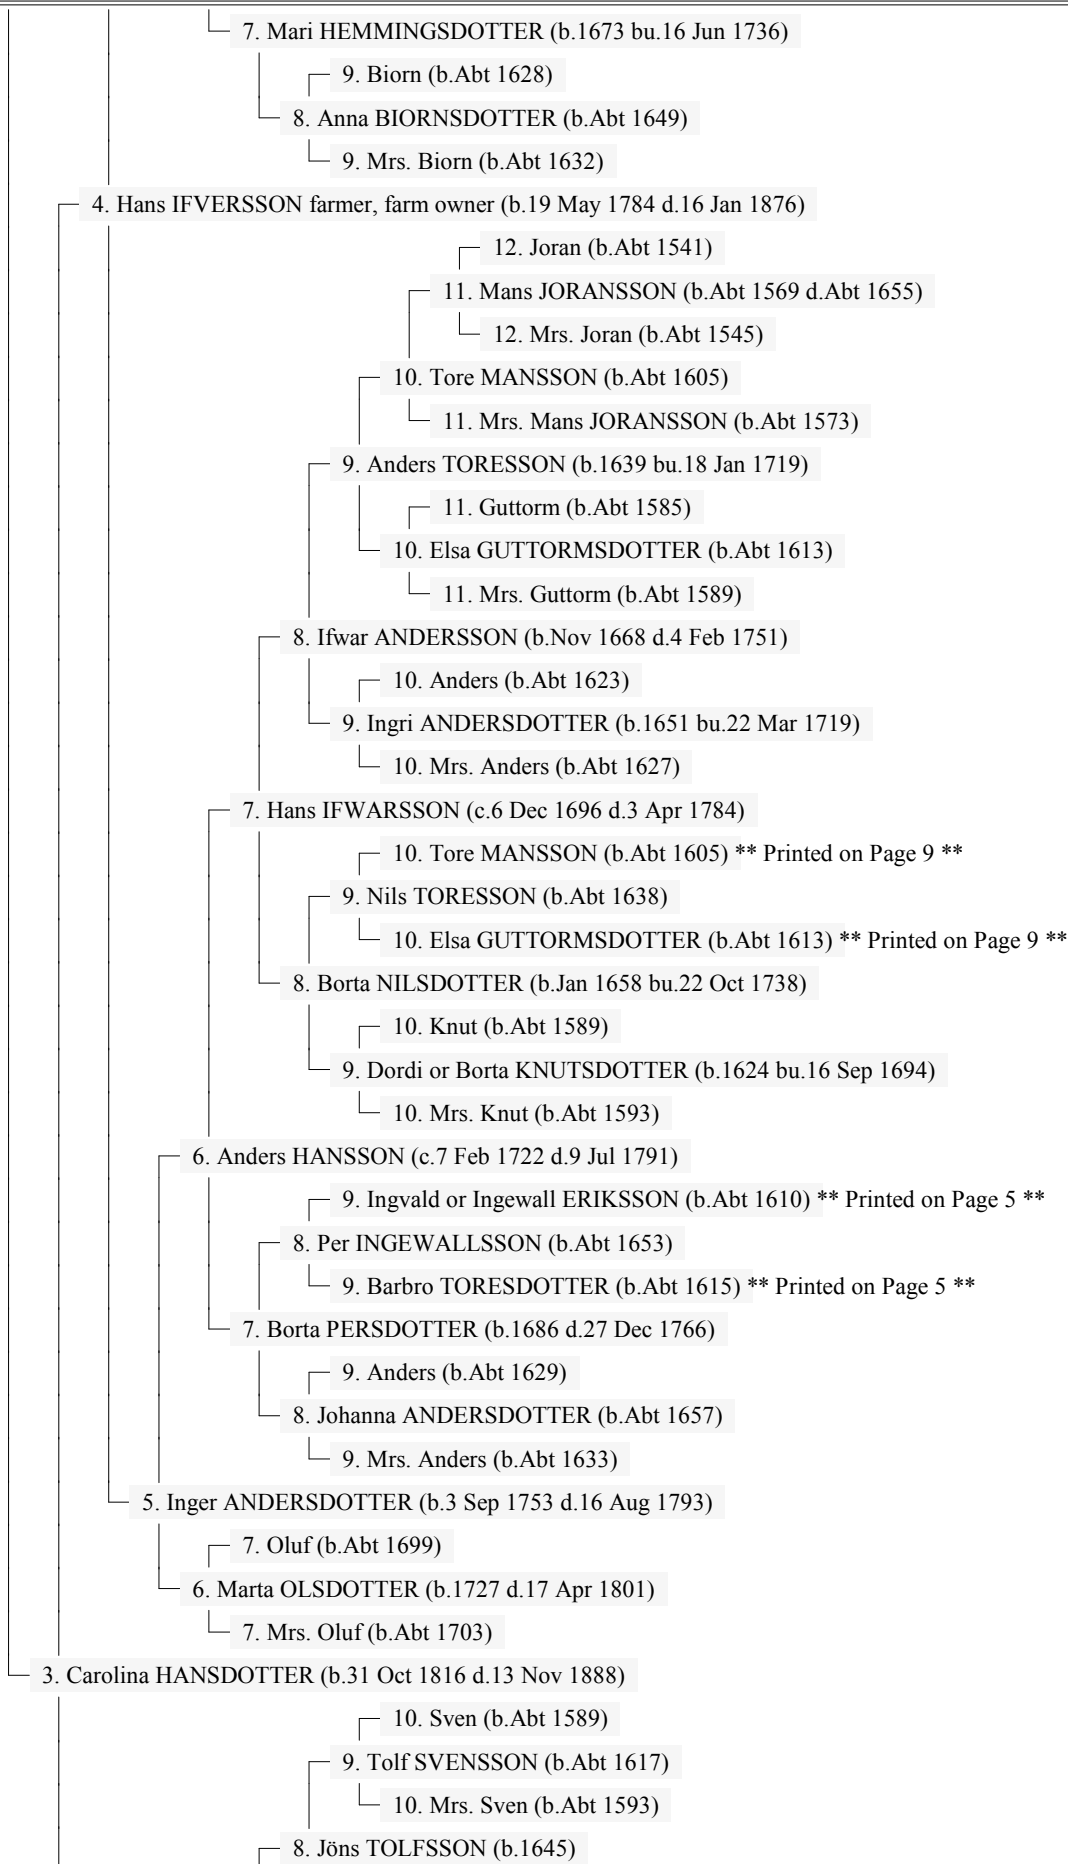 7. Mari HEMMINGSDOTTER (b.1673 bu.16 Jun 1736)
9. Biorn (b.Abt 1628)
8. Anna BIORNSDOTTER (b.Abt 1649)
9. Mrs. Biorn (b.Abt 1632)
4. Hans IFVERSSON farmer, farm owner (b.19 May 1784 d.16 Jan 1876)
12. Joran (b.Abt 1541)
11. Mans JORANSSON (b.Abt 1569 d.Abt 1655)
12. Mrs. Joran (b.Abt 1545)
10. Tore MANSSON (b.Abt 1605)
11. Mrs. Mans JORANSSON (b.Abt 1573)
9. Anders TORESSON (b.1639 bu.18 Jan 1719)
11. Guttorm (b.Abt 1585)
10. Elsa GUTTORMSDOTTER (b.Abt 1613)
11. Mrs. Guttorm (b.Abt 1589)
8. Ifwar ANDERSSON (b.Nov 1668 d.4 Feb 1751)
10. Anders (b.Abt 1623)
9. Ingri ANDERSDOTTER (b.1651 bu.22 Mar 1719)
10. Mrs. Anders (b.Abt 1627)
7. Hans IFWARSSON (c.6 Dec 1696 d.3 Apr 1784)
10. Tore MANSSON (b.Abt 1605) ** Printed on Page 9 **
9. Nils TORESSON (b.Abt 1638)
10. Elsa GUTTORMSDOTTER (b.Abt 1613) ** Printed on Page 9 **
8. Borta NILSDOTTER (b.Jan 1658 bu.22 Oct 1738)
10. Knut (b.Abt 1589)
9. Dordi or Borta KNUTSDOTTER (b.1624 bu.16 Sep 1694)
10. Mrs. Knut (b.Abt 1593)
6. Anders HANSSON (c.7 Feb 1722 d.9 Jul 1791)
9. Ingvald or Ingewall ERIKSSON (b.Abt 1610) ** Printed on Page 5 **
8. Per INGEWALLSSON (b.Abt 1653)
9. Barbro TORESDOTTER (b.Abt 1615) ** Printed on Page 5 **
7. Borta PERSDOTTER (b.1686 d.27 Dec 1766)
9. Anders (b.Abt 1629)
8. Johanna ANDERSDOTTER (b.Abt 1657)
9. Mrs. Anders (b.Abt 1633)
5. Inger ANDERSDOTTER (b.3 Sep 1753 d.16 Aug 1793)
7. Oluf (b.Abt 1699)
6. Marta OLSDOTTER (b.1727 d.17 Apr 1801)
7. Mrs. Oluf (b.Abt 1703)
3. Carolina HANSDOTTER (b.31 Oct 1816 d.13 Nov 1888)
10. Sven (b.Abt 1589)
9. Tolf SVENSSON (b.Abt 1617)
10. Mrs. Sven (b.Abt 1593)
8. Jöns TOLFSSON (b.1645)